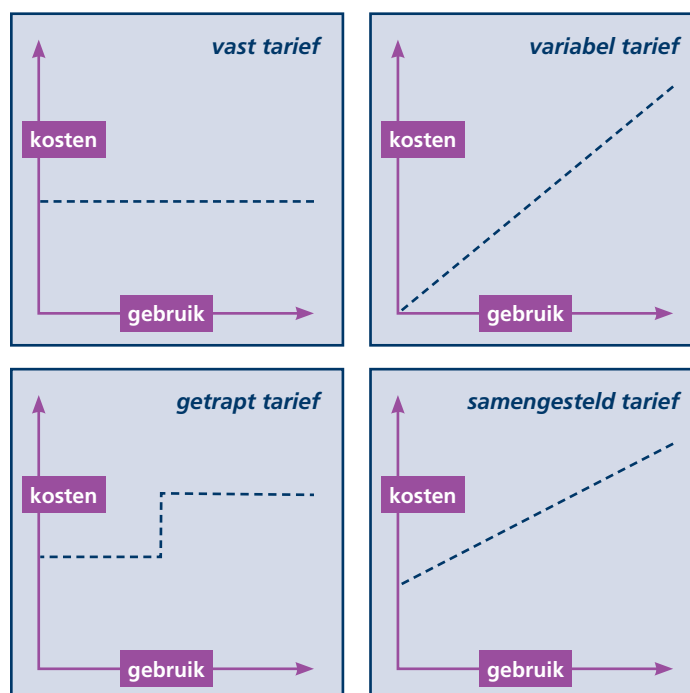 vast tarief
kosten
gebruik
variabel tarief
kosten
gebruik
getrapt tarief
kosten
gebruik
samengesteld tarief
kosten
gebruik